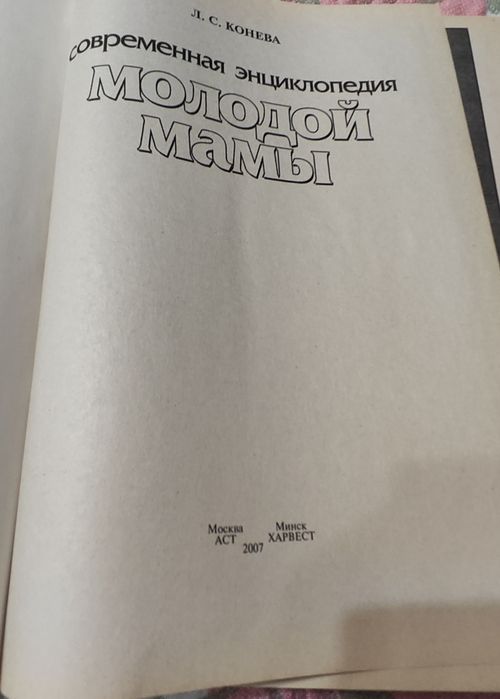 Л. С. КОНЕВА
современная энциклопедия
молодой
мамы
Москва Минск
АСТ ХАРВЕСТ
2007